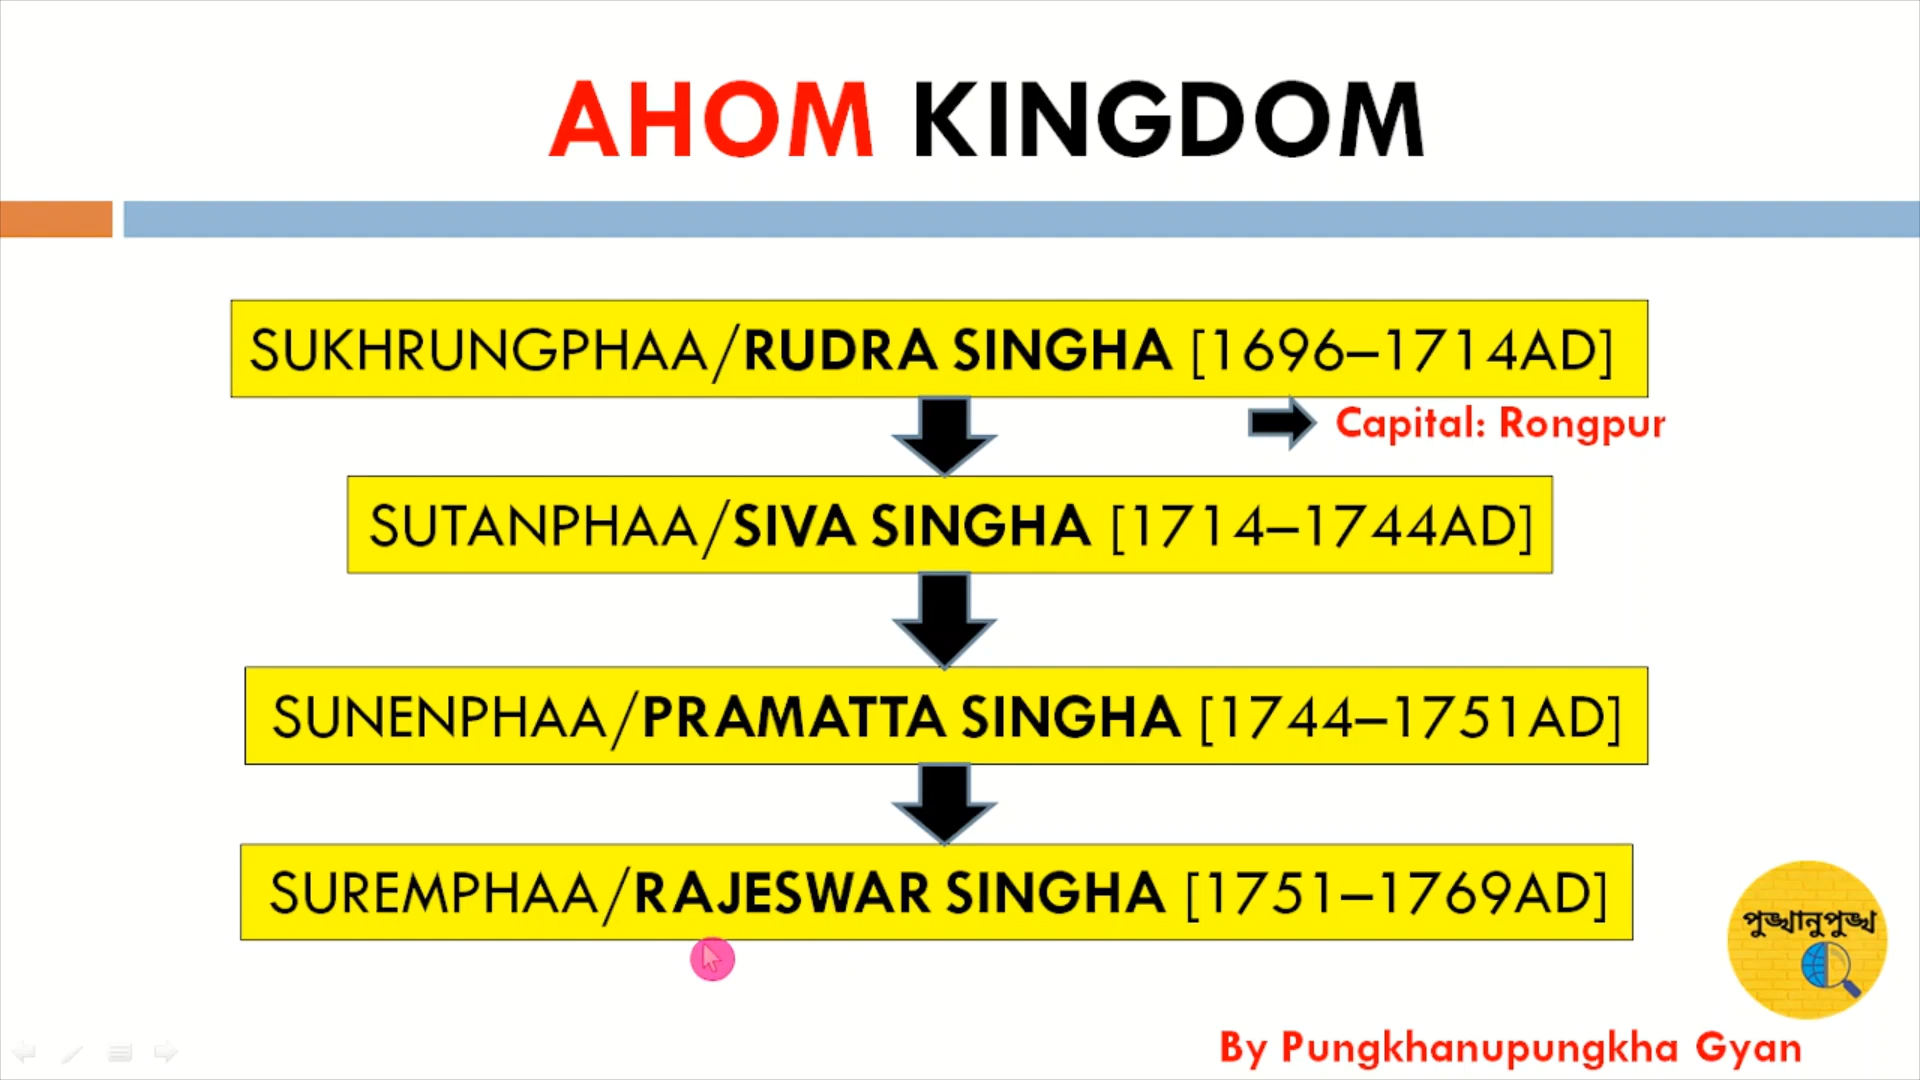 AHOM KINGDOM
SUKHRUNGPHAA/RUDRA SINGHA [1696–1714AD]
Capital: Rongpur
SUTANPHAA/SIVA SINGHA [1714–1744AD]
SUNENPHAA/PRAMATTA SINGHA [1744–1751AD]
SUREMPHAA/RAJESWAR SINGHA [1751–1769AD]
পুঙ্খানুপুঙ্খ
By Pungkhanupungkha Gyan